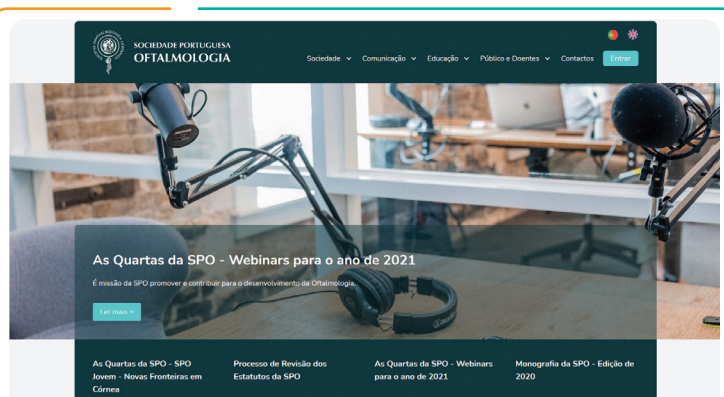 SOCIEDADE PORTUGUESA
OFTALMOLOGIA
Sociedade
Comunicação
Educação
Público e Doentes
Contactos
Entrar
As Quartas da SPO - Webinars para o ano de 2021
É missão da SPO promover e contribuir para o desenvolvimento da Oftalmologia.
Ler mais +
As Quartas da SPO - SPO
Jovem - Novas Fronteiras em
Córnea
Processo de Revisão dos
Estatutos da SPO
As Quartas da SPO - Webinars
para o ano de 2021
Monografia da SPO - Edição de
2020